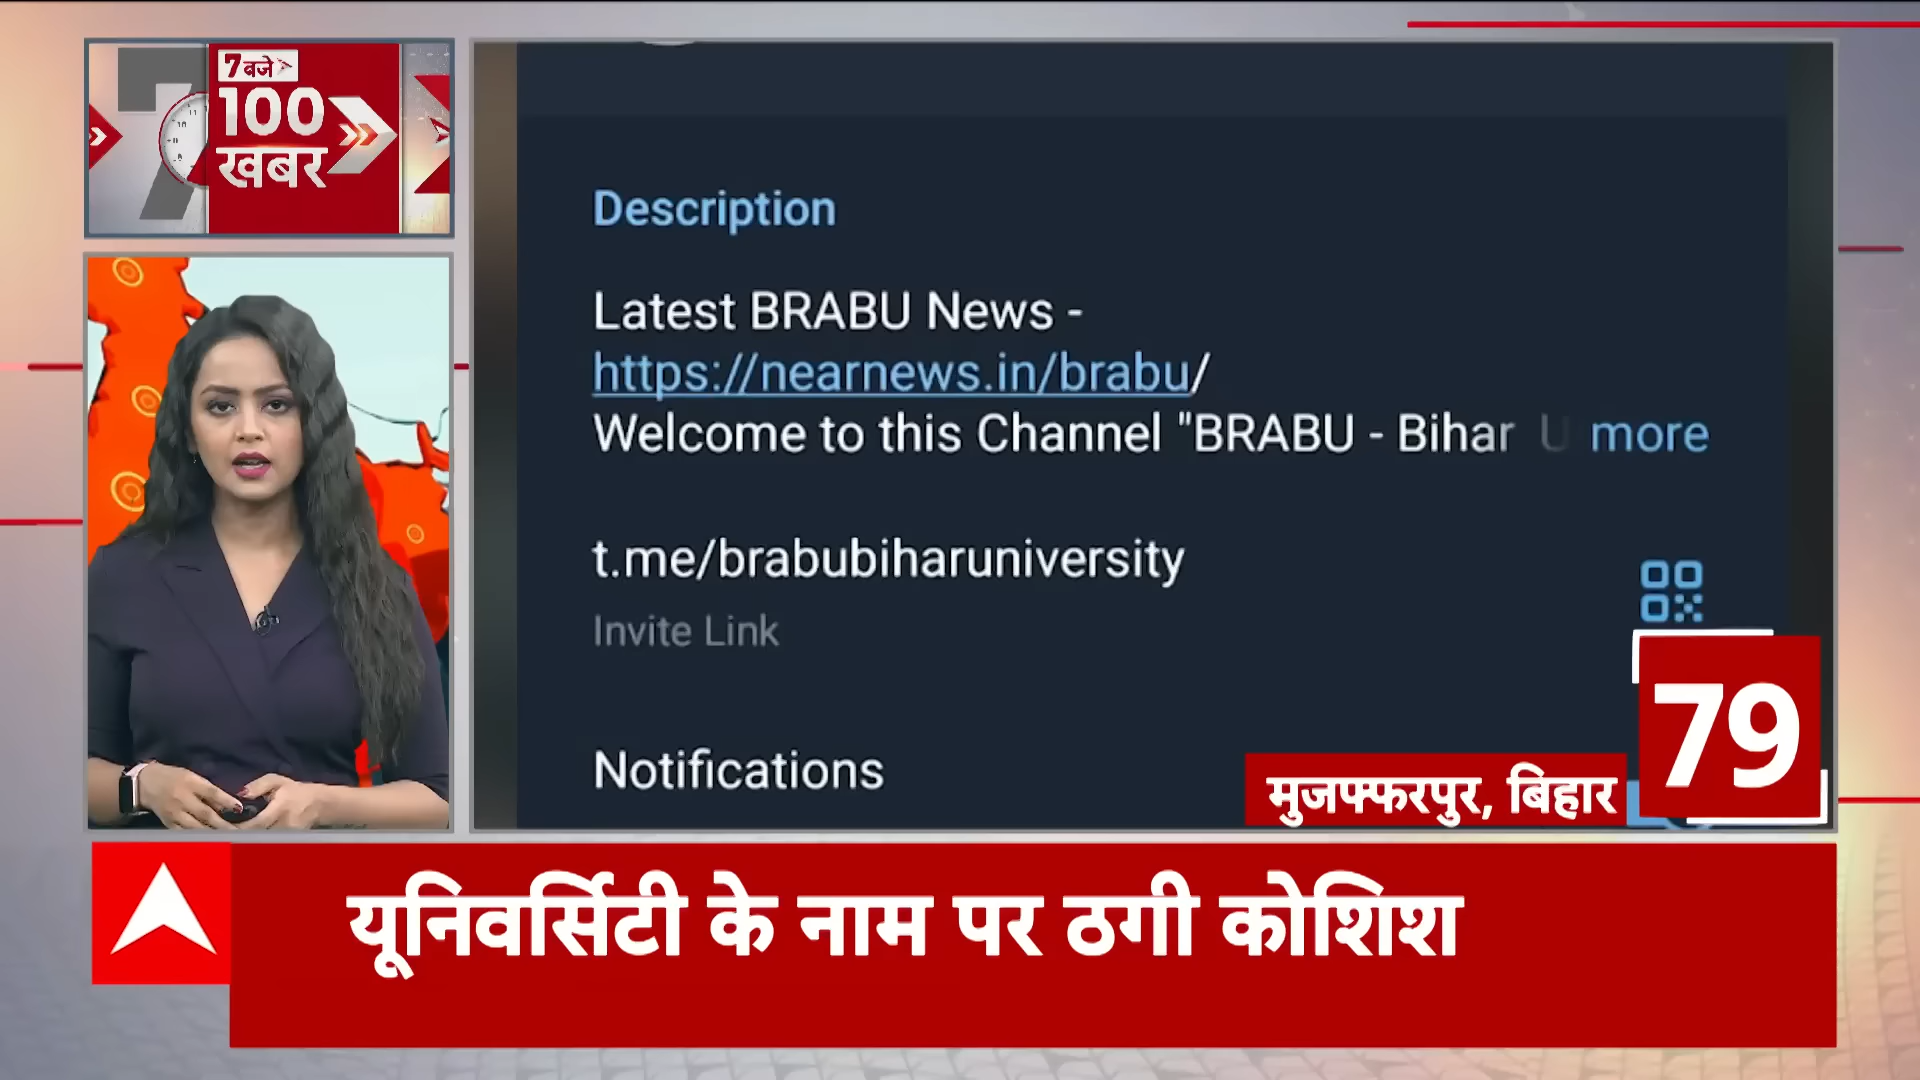 7 बजे
100
खबर
Description
Latest BRABU News -
https://nearnews.in/brabu/
Welcome to this Channel "BRABU - Bihar U more
t.me/brabubiharuniversity
Invite Link
Notifications
79
मुजफ्फरपुर, बिहार
यूनिवर्सिटी के नाम पर ठगी कोशिश